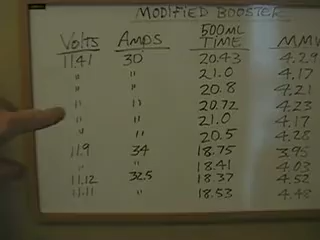 MODIFIED BOOSTER
VOLTS AMPS 500ML TIME MMW
11.41 30 20.43 4.29
" " 21.0 4.17
" " 20.8 4.21
" " 20.72 4.23
" " 21.0 4.17
" " 20.5 4.28
11.9 34 18.75 3.95
" " 18.41 4.03
11.12 32.5 18.37 4.52
11.11 " 18.53 4.48